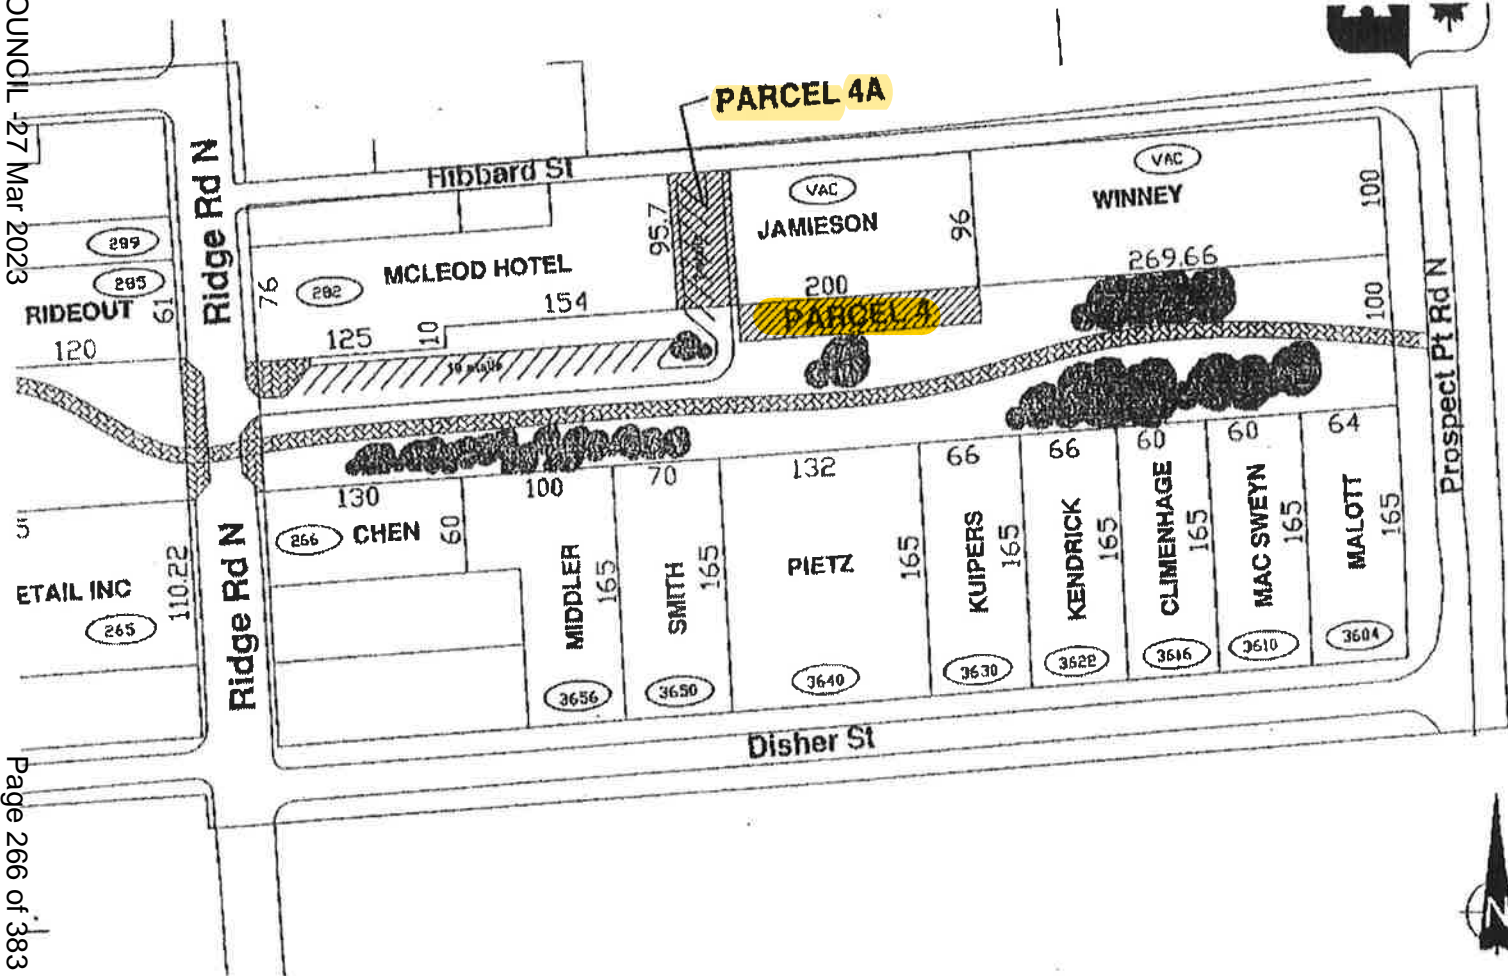 OUNCIL -27 Mar 2023
Page 266 of 383
PARCEL 4A
Hibbard St
Ridge Rd N
299
295
RIDEOUT
61
120
76
282
MCLEOD HOTEL
154
125
10
95.7
VAC
JAMIESON
96
200
PARCEL 4
VAC
WINNEY
100
269.66
100
Prospect Pt Rd N
5
ETAIL INC
265
110.22
Ridge Rd N
130
266
CHEN
60
100
MIDDLER
165
3656
70
SMITH
165
3650
132
PIETZ
165
3640
66
KUIPERS
165
3630
66
KENDRICK
165
3622
60
CLIMENHAGE
165
3616
60
MAC SWEYN
165
3610
64
MALOTT
165
3604
Disher St
N